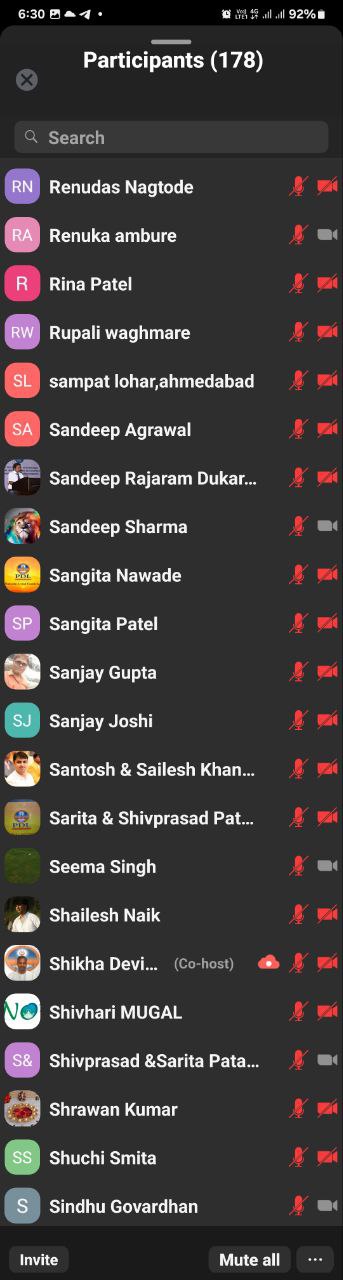 6:30 92%
Participants (178)
Search
RN Renudas Nagtode
RA Renuka ambure
R Rina Patel
RW Rupali waghmare
SL sampat lohar,ahmedabad
SA Sandeep Agrawal
Sandeep Rajaram Dukar...
Sandeep Sharma
PDL Sangita Nawade
SP Sangita Patel
Sanjay Gupta
SJ Sanjay Joshi
Santosh & Sailesh Khan...
PDL Sarita & Shivprasad Pat...
Seema Singh
Shailesh Naik
Shikha Devi... (Co-host)
Shivhari MUGAL
S& Shivprasad &Sarita Pata...
Shrawan Kumar
SS Shuchi Smita
S Sindhu Govardhan
Invite Mute all ...